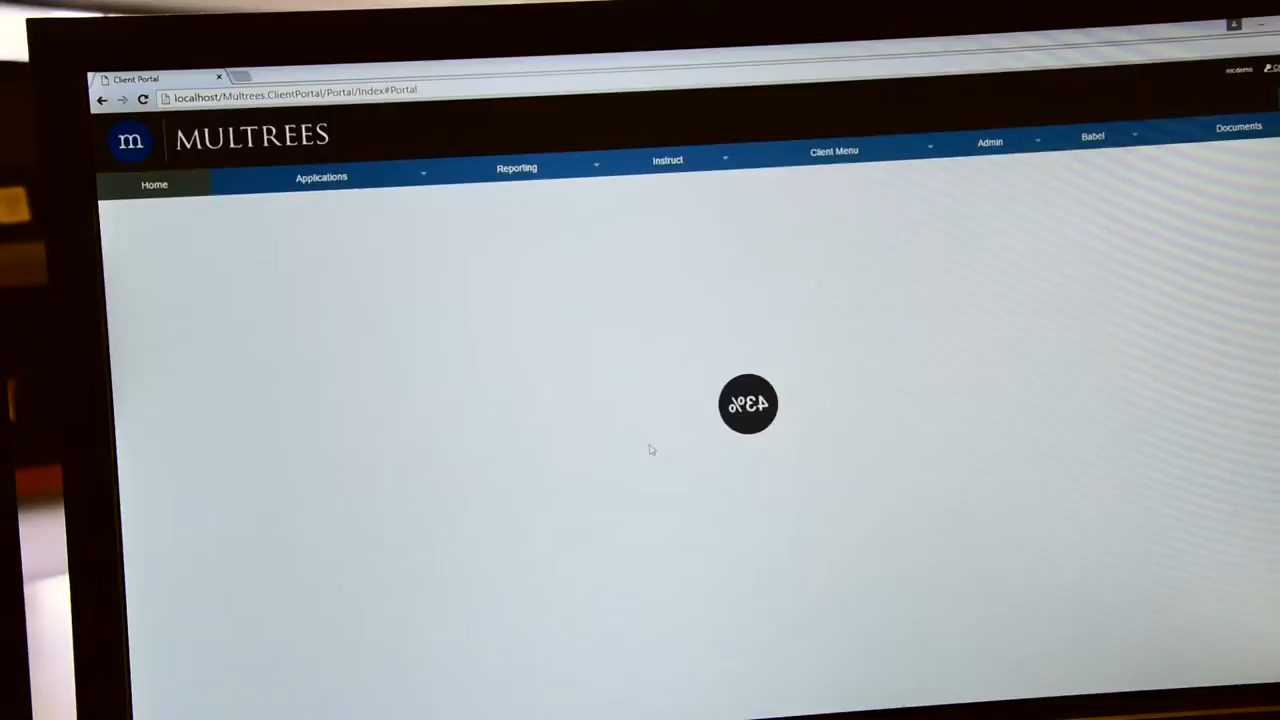 Client Portal
localhost/Multrees.ClientPortal/Portal/Index#Portal
mcdemo
m MULTREES
Home Applications Reporting Instruct Client Menu Admin Babel Documents
43%